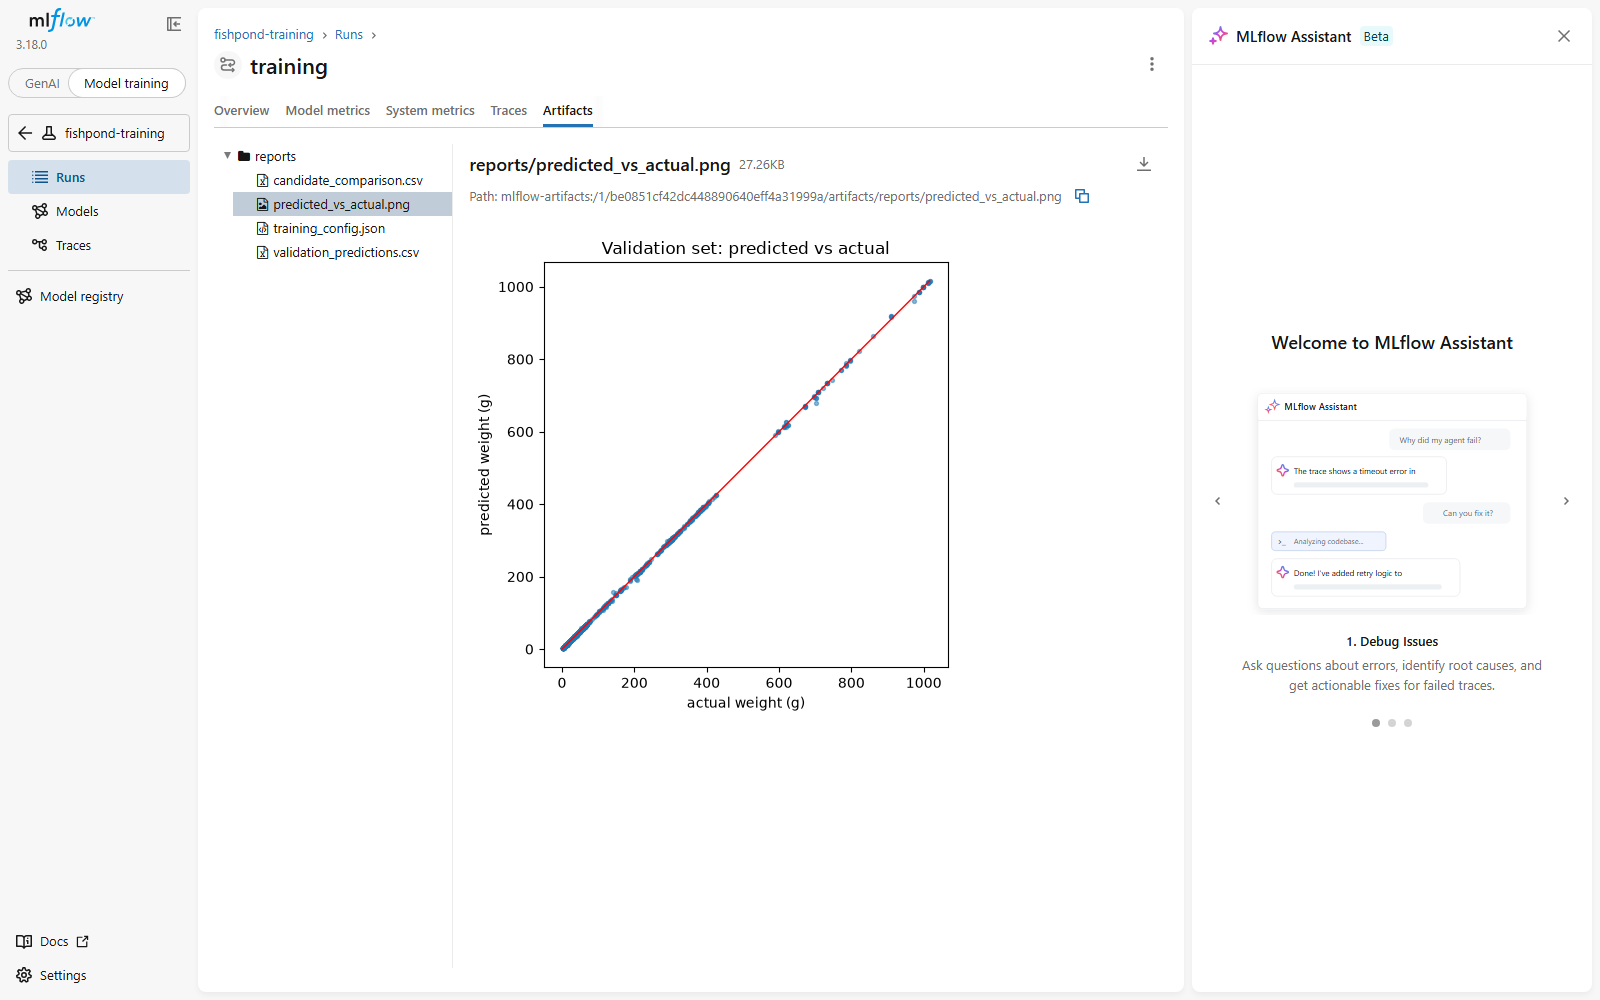 mlflow
3.18.0
GenAI
Model training
fishpond-training
Runs
Models
Traces
Model registry
Docs
Settings
fishpond-training › Runs ›
training
Overview Model metrics System metrics Traces Artifacts
reports
candidate_comparison.csv
predicted_vs_actual.png
training_config.json
validation_predictions.csv
reports/predicted_vs_actual.png 27.26KB
Path: mlflow-artifacts:/1/be0851cf42dc448890640eff4a31999a/artifacts/reports/predicted_vs_actual.png
Validation set: predicted vs actual
predicted weight (g)
1000
800
600
400
200
0
0 200 400 600 800 1000
actual weight (g)
MLflow Assistant Beta
Welcome to MLflow Assistant
MLflow Assistant
Why did my agent fail?
The trace shows a timeout error in
Can you fix it?
>_ Analyzing codebase...
Done! I've added retry logic to
1. Debug Issues
Ask questions about errors, identify root causes, and
get actionable fixes for failed traces.